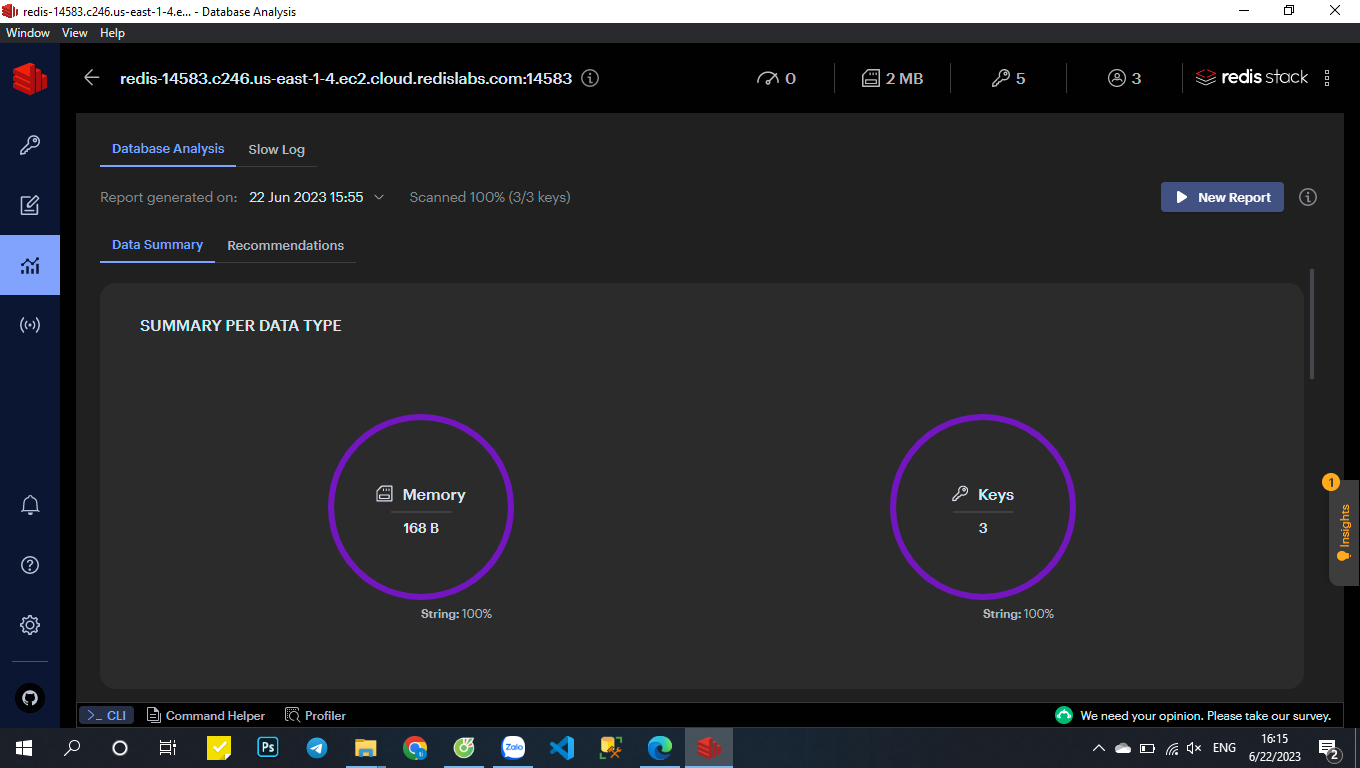 redis-14583.c246.us-east-1-4.e... - Database Analysis
Window View Help
redis-14583.c246.us-east-1-4.ec2.cloud.redislabs.com:14583
0
2 MB
5
3
redis stack
Database Analysis
Slow Log
Report generated on: 22 Jun 2023 15:55
Scanned 100% (3/3 keys)
New Report
Data Summary
Recommendations
SUMMARY PER DATA TYPE
Memory
168 B
String: 100%
Keys
3
String: 100%
1
Insights
>_ CLI
Command Helper
Profiler
We need your opinion. Please take our survey.
Ps
Zalo
ENG
16:15
6/22/2023
2